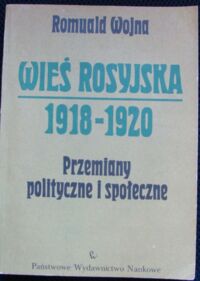 Romuald Wojna
WIEŚ ROSYJSKA
1918-1920
Przemiany
polityczne i społeczne
Państwowe Wydawnictwo Naukowe